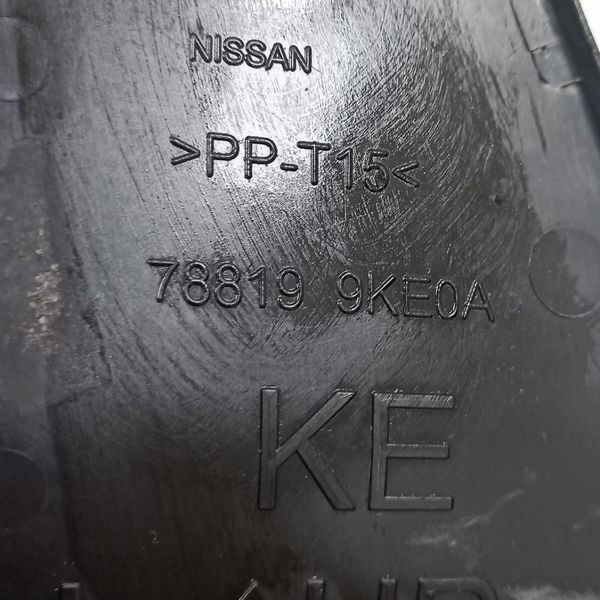 NISSAN
>PP-T15<
78819 9KE0A
KE